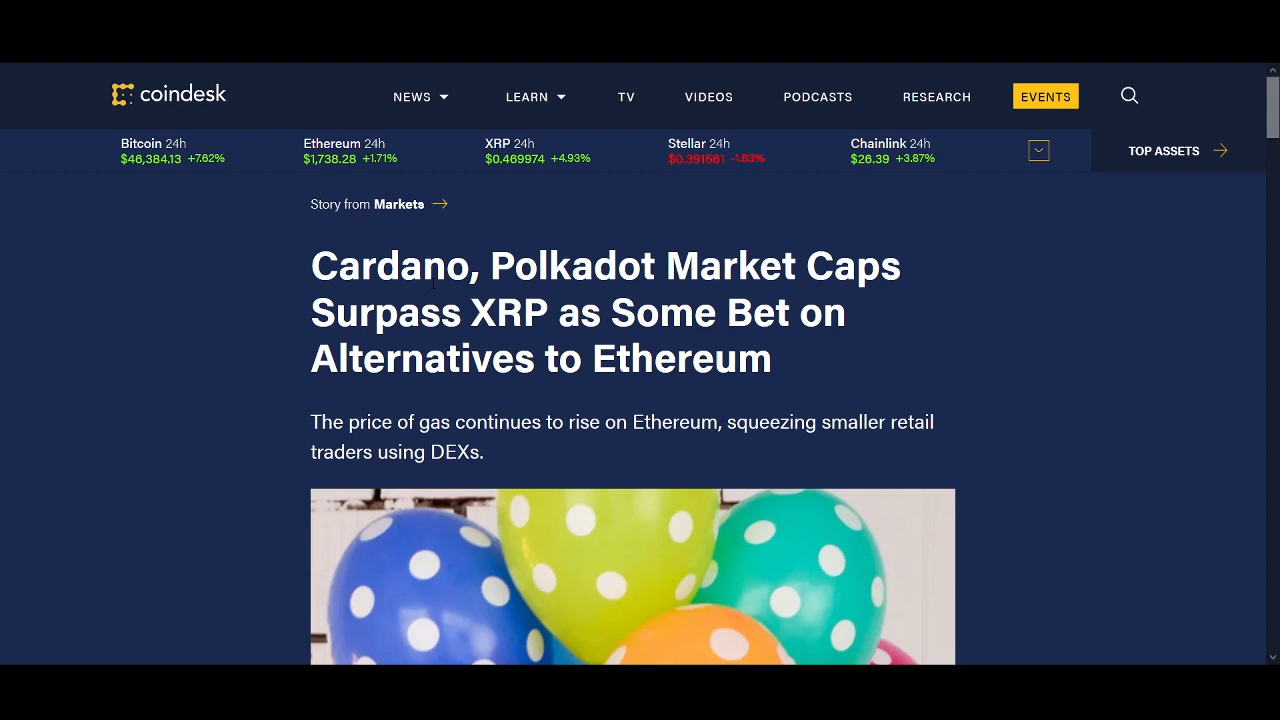 coindesk
NEWS
LEARN
TV
VIDEOS
PODCASTS
RESEARCH
EVENTS
Bitcoin 24h
$46,384.13 +7.62%
Ethereum 24h
$1,738.28 +1.71%
XRP 24h
$0.469974 +4.93%
Stellar 24h
$0.391561 -1.83%
Chainlink 24h
$26.39 +3.87%
TOP ASSETS
Story from Markets
Cardano, Polkadot Market Caps
Surpass XRP as Some Bet on
Alternatives to Ethereum
The price of gas continues to rise on Ethereum, squeezing smaller retail
traders using DEXs.